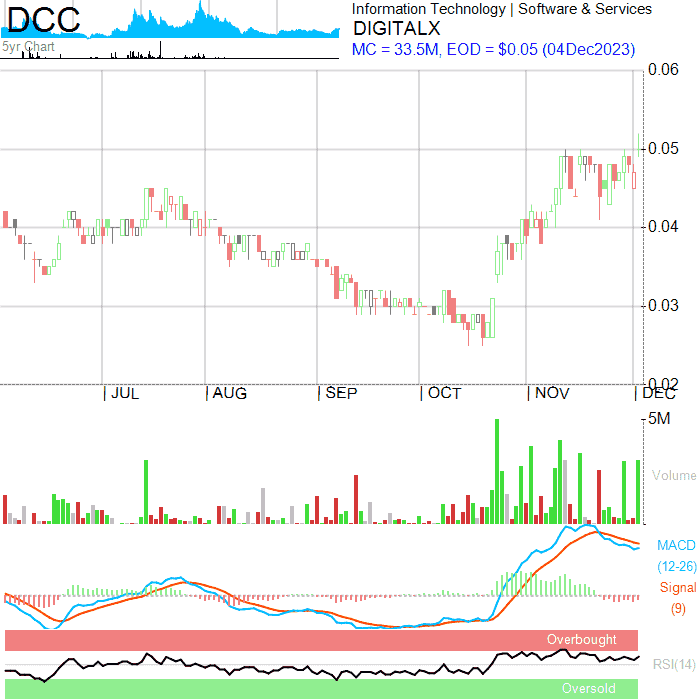 DCC
5yr Chart
Information Technology | Software & Services
DIGITALX
MC = 33.5M, EOD = $0.05 (04Dec2023)
0.06
0.05
0.04
0.03
0.02
| JUL | AUG | SEP | OCT | NOV | DEC
5M
Volume
MACD
(12-26)
Signal
(9)
Overbought
RSI(14)
Oversold